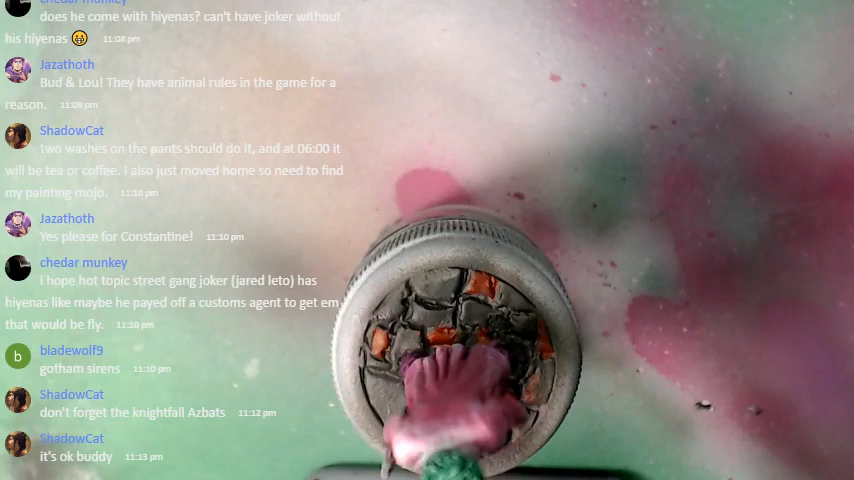 chedar munkey
does he come with hiyenas? can't have joker without
his hiyenas 😁 11:08 pm
Jazathoth
Bud & Lou! They have animal rules in the game for a
reason. 11:09 pm
ShadowCat
two washes on the pants should do it, and at 06:00 it
will be tea or coffee. I also just moved home so need to find
my painting mojo. 11:10 pm
Jazathoth
Yes please for Constantine! 11:10 pm
chedar munkey
I hope hot topic street gang joker (jared leto) has
hiyenas like maybe he payed off a customs agent to get em
that would be fly. 11:10 pm
b
bladewolf9
gotham sirens 11:10 pm
ShadowCat
don't forget the knightfall Azbats 11:12 pm
ShadowCat
it's ok buddy 11:13 pm